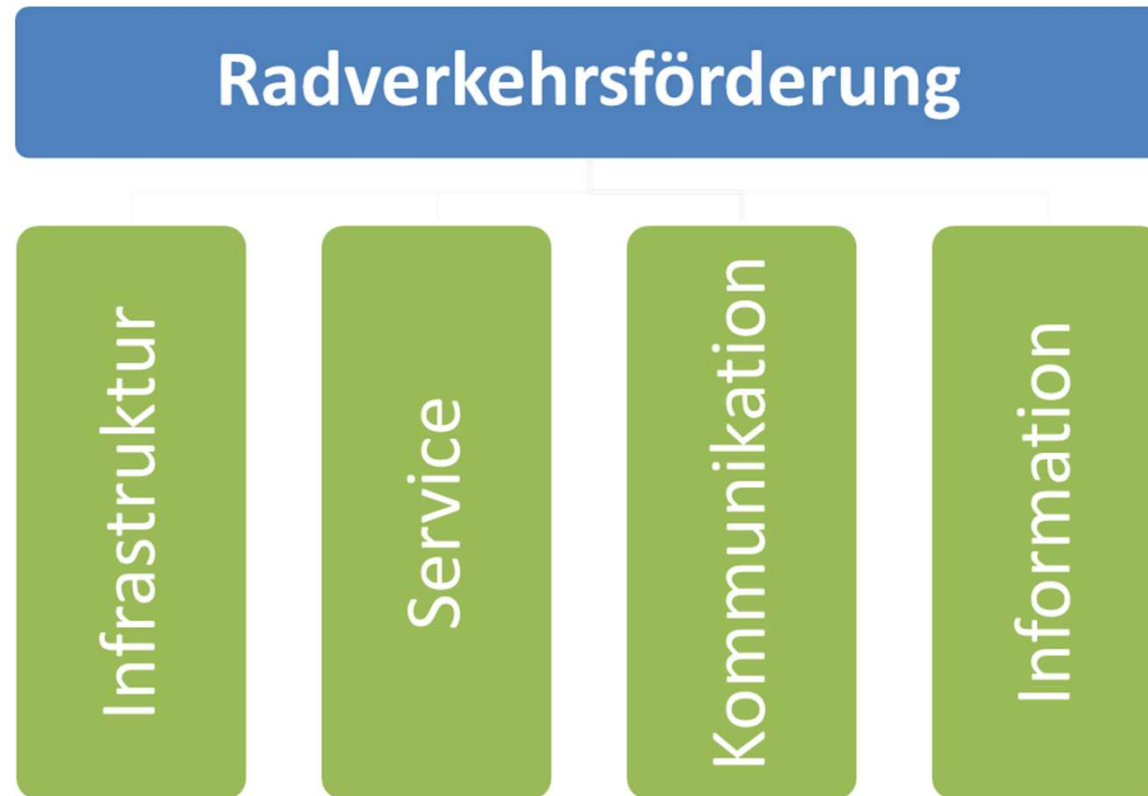 Radverkehrsförderung
Infrastruktur
Service
Kommunikation
Information